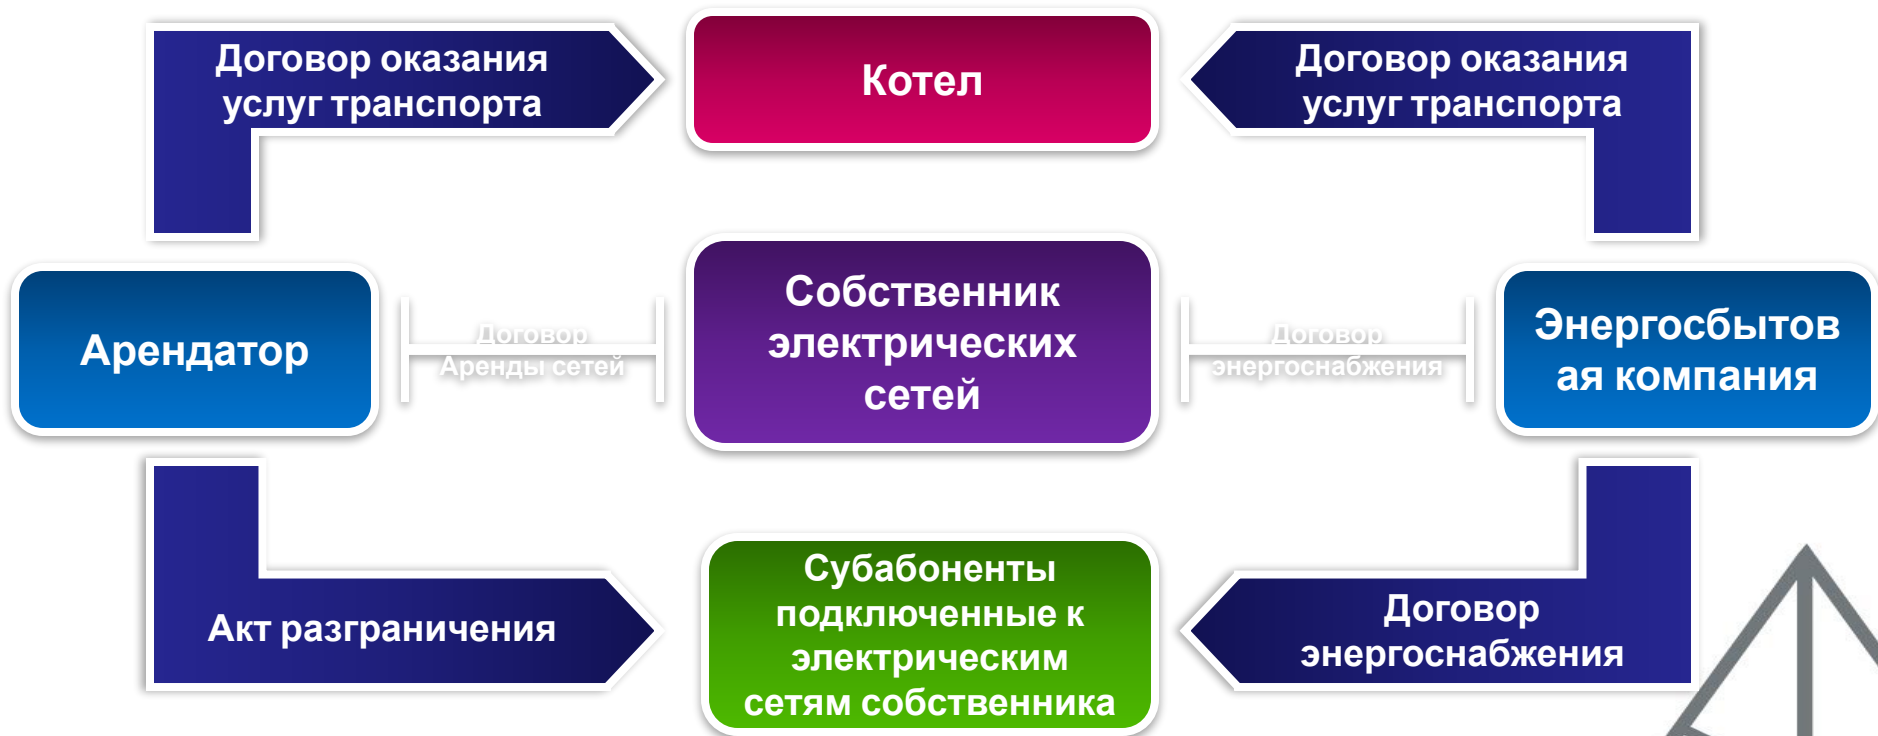 Договор оказания
услуг транспорта
Котел
Договор оказания
услуг транспорта
Арендатор
Договор
Аренды сетей
Собственник
электрических
сетей
Договор
энергоснабжения
Энергосбытов
ая компания
Акт разграничения
Субабоненты
подключенные к
электрическим
сетям собственника
Договор
энергоснабжения